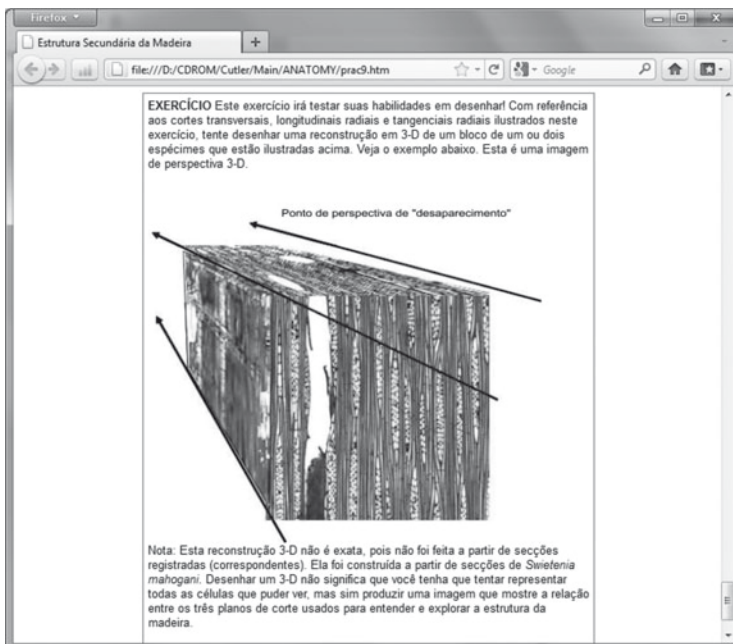 Firefox
Estrutura Secundária da Madeira
+
file:///D:/CDROM/Cutler/Main/ANATOMY/prac9.htm
Google
EXERCÍCIO Este exercício irá testar suas habilidades em desenhar! Com referência
aos cortes transversais, longitudinais radiais e tangenciais radiais ilustrados neste
exercício, tente desenhar uma reconstrução em 3-D de um bloco de um ou dois
espécimes que estão ilustradas acima. Veja o exemplo abaixo. Esta é uma imagem
de perspectiva 3-D.
Ponto de perspectiva de "desaparecimento"
Nota: Esta reconstrução 3-D não é exata, pois não foi feita a partir de secções
registradas (correspondentes). Ela foi construída a partir de secções de Swietenia
mahogani. Desenhar um 3-D não significa que você tenha que tentar representar
todas as células que puder ver, mas sim produzir uma imagem que mostre a relação
entre os três planos de corte usados para entender e explorar a estrutura da
madeira.